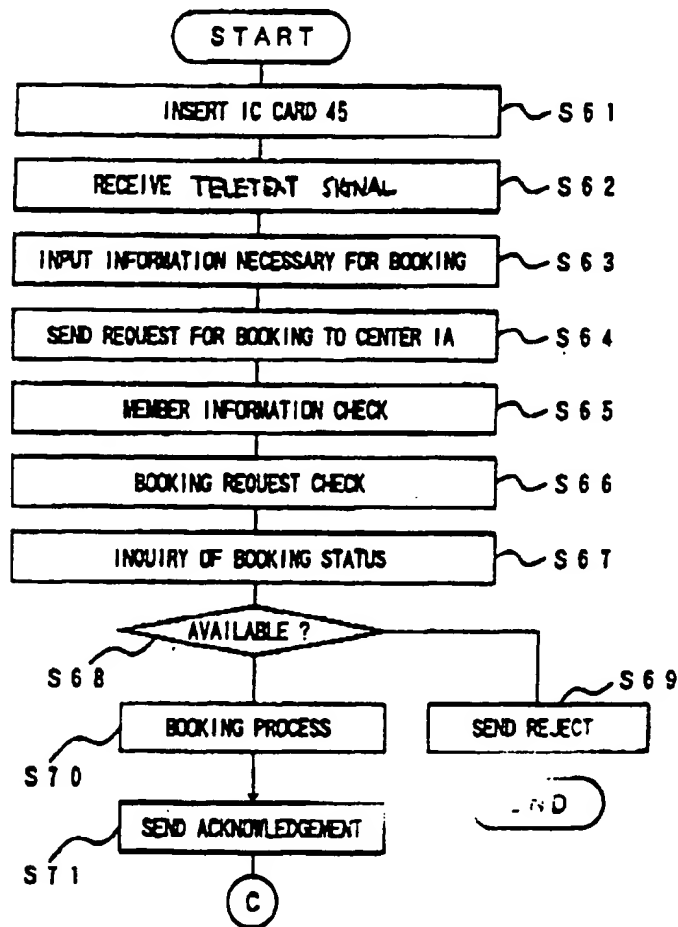 START
INSERT IC CARD 45
S61
RECEIVE TELETEXT SIGNAL
S62
INPUT INFORMATION NECESSARY FOR BOOKING
S63
SEND REQUEST FOR BOOKING TO CENTER 1A
S64
MEMBER INFORMATION CHECK
S65
BOOKING REQUEST CHECK
S66
INQUIRY OF BOOKING STATUS
S67
AVAILABLE ?
S68
S69
BOOKING PROCESS
SEND REJECT
S70
SEND ACKNOWLEDGEMENT
S71
C